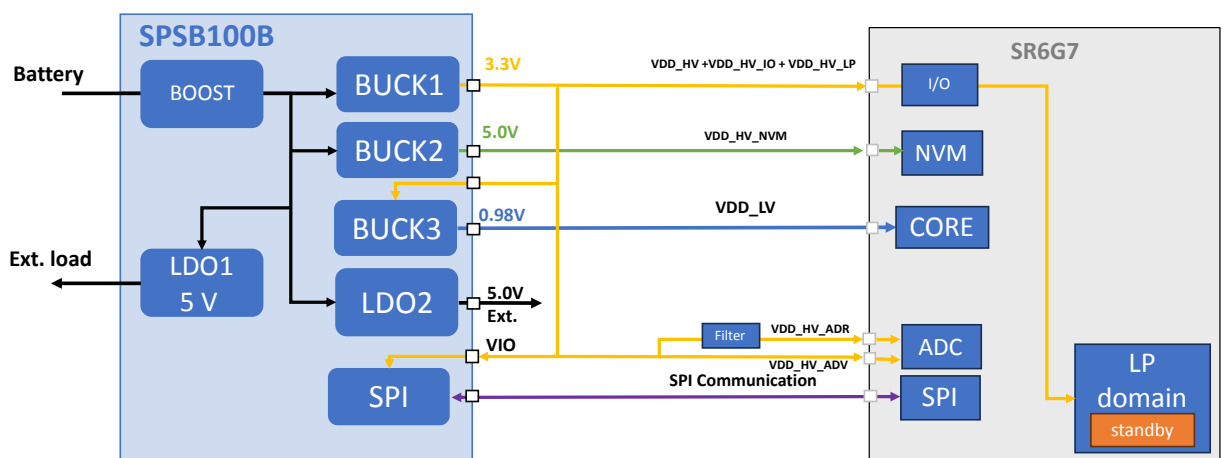 SPSB100B
SR6G7
Battery
BOOST
BUCK1
3.3V
VDD_HV +VDD_HV_IO + VDD_HV_LP
I/O
BUCK2
5.0V
VDD_HV_NVM
NVM
BUCK3
0.98V
VDD_LV
CORE
Ext. load
LDO1
5 V
LDO2
5.0V
Ext.
VIO
Filter
VDD_HV_ADR
VDD_HV_ADV
ADC
SPI
SPI Communication
SPI
LP
domain
standby